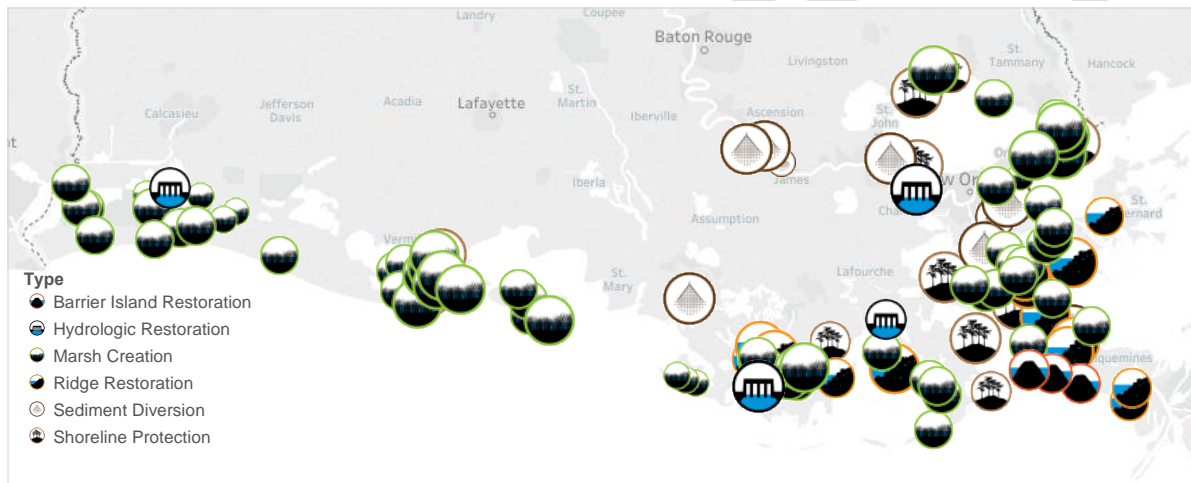 Landry
Coupee
Baton Rouge
Livingston
St.
Tammany
Hancock
Calcasieu
Jefferson
Davis
Acadia
Lafayette
St.
Martin
Iberville
Ascension
St.
John
James
Iberia
Assumption
St.
Bernard
St.
Mary
Lafourche
Type
Barrier Island Restoration
Hydrologic Restoration
Marsh Creation
Ridge Restoration
Sediment Diversion
Shoreline Protection